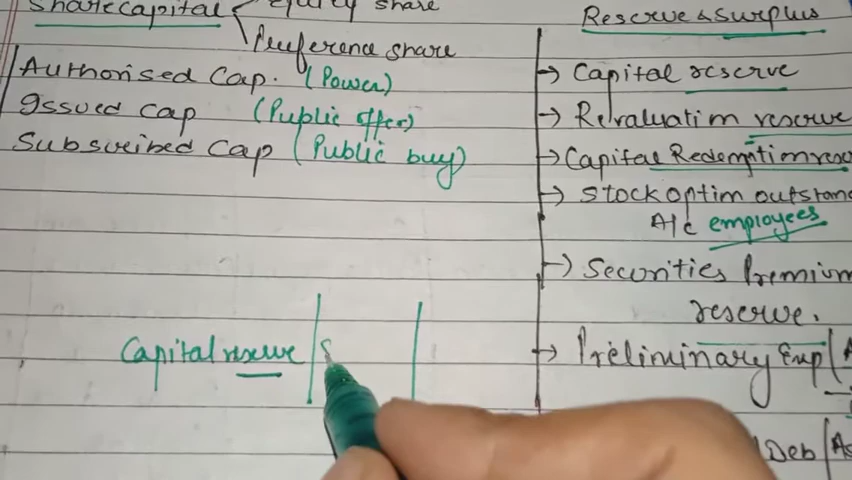 Share capital equity share
Preference share
Authorised Cap. (Power)
Issued Cap (Public offer)
Subscribed Cap (Public buy)
Capital reserve
Reserve & Surplus
→ Capital reserve
→ Revaluation reserve
→ Capital Redemption
→ Stock option
A/c employees
→ Securities Premium
reserve.
→ Preliminary Exp
Deb